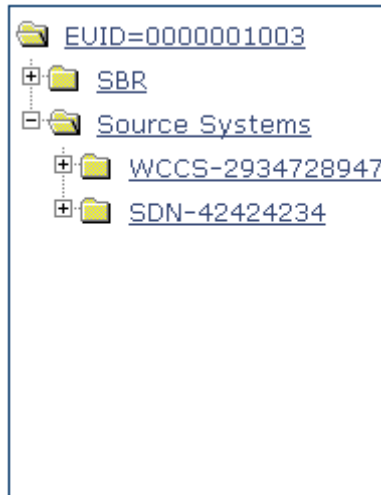 EUID=0000001003
SBR
Source Systems
WCCS-2934728947
SDN-42424234